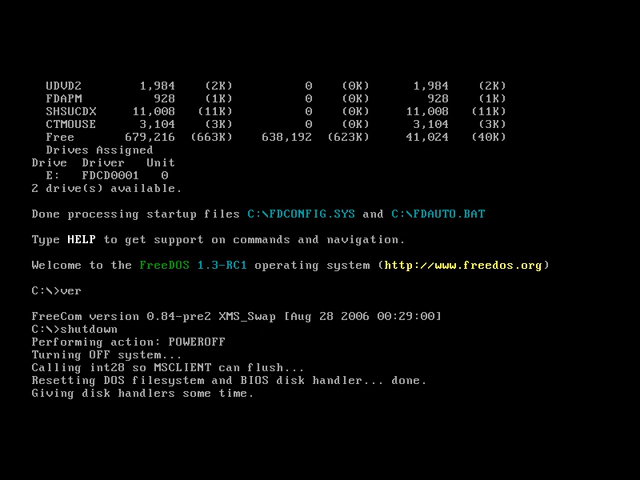 UDVD2 1,984 (2K) 0 (0K) 1,984 (2K)
FDAPM 928 (1K) 0 (0K) 928 (1K)
SHSUCDX 11,008 (11K) 0 (0K) 11,008 (11K)
CTMOUSE 3,104 (3K) 0 (0K) 3,104 (3K)
Free 679,216 (663K) 638,192 (623K) 41,024 (40K)
Drives Assigned
Drive Driver Unit
E: FDCD0001 0
2 drive(s) available.
Done processing startup files C:\FDCONFIG.SYS and C:\FDAUTO.BAT
Type HELP to get support on commands and navigation.
Welcome to the FreeDOS 1.3-RC1 operating system (http://www.freedos.org)
C:\>ver
FreeCom version 0.84-pre2 XMS_Swap [Aug 28 2006 00:29:00]
C:\>shutdown
Performing action: POWEROFF
Turning OFF system...
Calling int28 so MSCLIENT can flush...
Resetting DOS filesystem and BIOS disk handler... done.
Giving disk handlers some time.